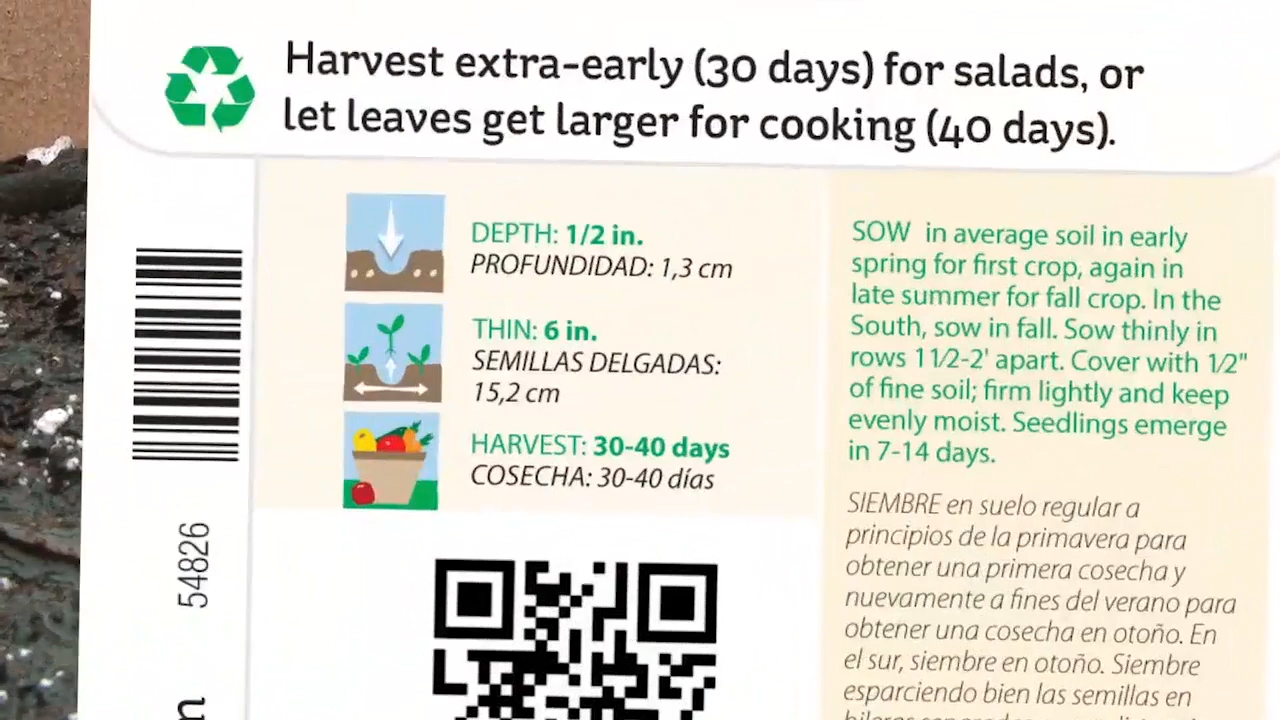 Harvest extra-early (30 days) for salads, or
let leaves get larger for cooking (40 days).
DEPTH: 1/2 in.
PROFUNDIDAD: 1,3 cm
THIN: 6 in.
SEMILLAS DELGADAS:
15,2 cm
HARVEST: 30-40 days
COSECHA: 30-40 días
54826
SOW in average soil in early
spring for first crop, again in
late summer for fall crop. In the
South, sow in fall. Sow thinly in
rows 1 1/2-2' apart. Cover with 1/2"
of fine soil; firm lightly and keep
evenly moist. Seedlings emerge
in 7-14 days.
SIEMBRE en suelo regular a
principios de la primavera para
obtener una primera cosecha y
nuevamente a fines del verano para
obtener una cosecha en otoño. En
el sur, siembre en otoño. Siembre
esparciendo bien las semillas en